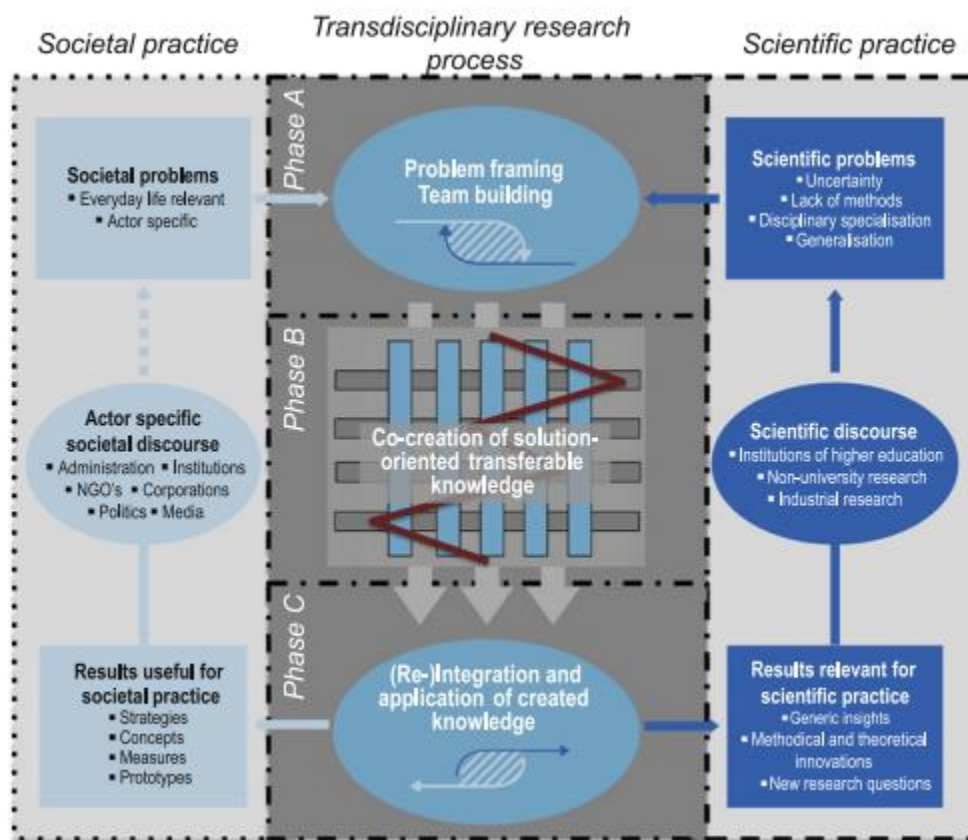 Societal practice
Transdisciplinary research
process
Scientific practice
Phase A
Societal problems
▪ Everyday life relevant
▪ Actor specific
Problem framing
Team building
Scientific problems
▪ Uncertainty
▪ Lack of methods
▪ Disciplinary specialisation
▪ Generalisation
Phase B
Actor specific
societal discourse
▪ Administration ▪ Institutions
▪ NGO's ▪ Corporations
▪ Politics ▪ Media
Co-creation of solution-
oriented transferable
knowledge
Scientific discourse
▪ Institutions of higher education
▪ Non-university research
▪ Industrial research
Phase C
Results useful for
societal practice
▪ Strategies
▪ Concepts
▪ Measures
▪ Prototypes
(Re-)Integration and
application of created
knowledge
Results relevant for
scientific practice
▪ Generic insights
▪ Methodical and theoretical
innovations
▪ New research questions